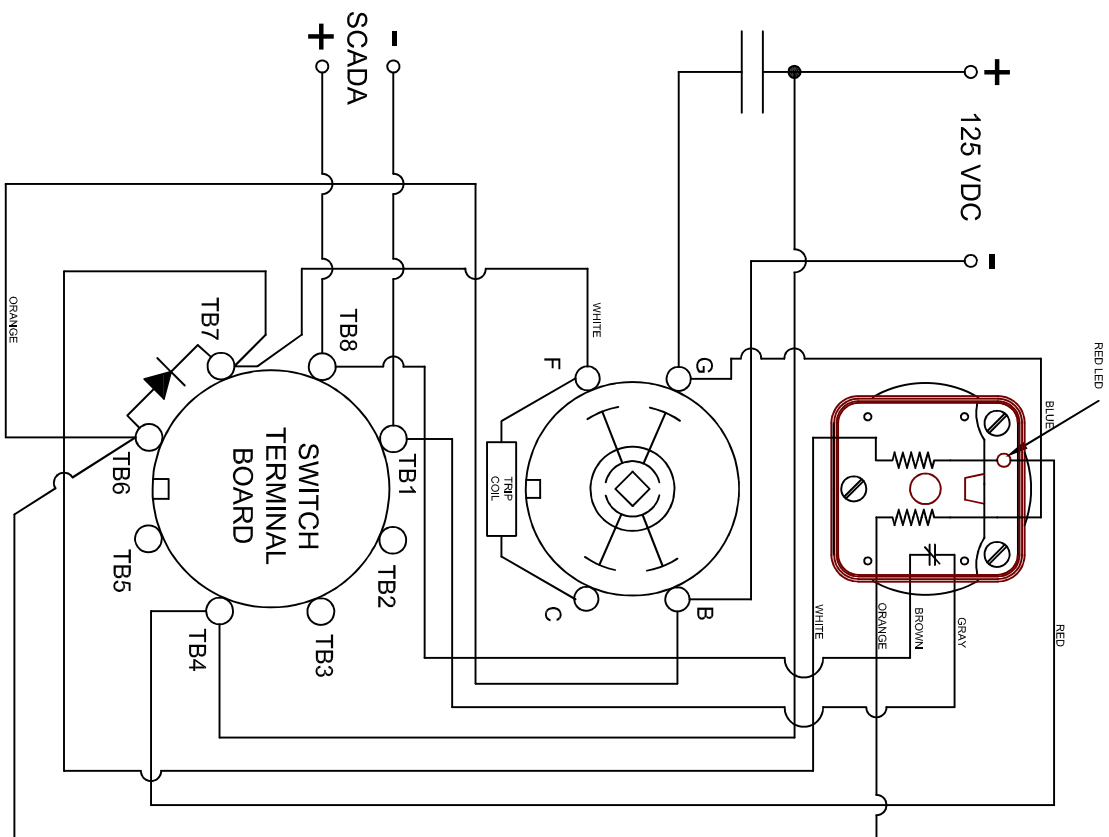 +
125 VDC
-
RED LED
-
SCADA
+
BLUE
RED
GRAY
BROWN
ORANGE
WHITE
G
F
B
C
WHITE
TRIP
COIL
TB8
TB1
TB7
TB2
TB6
TB3
TB5
TB4
SWITCH
TERMINAL
BOARD
ORANGE